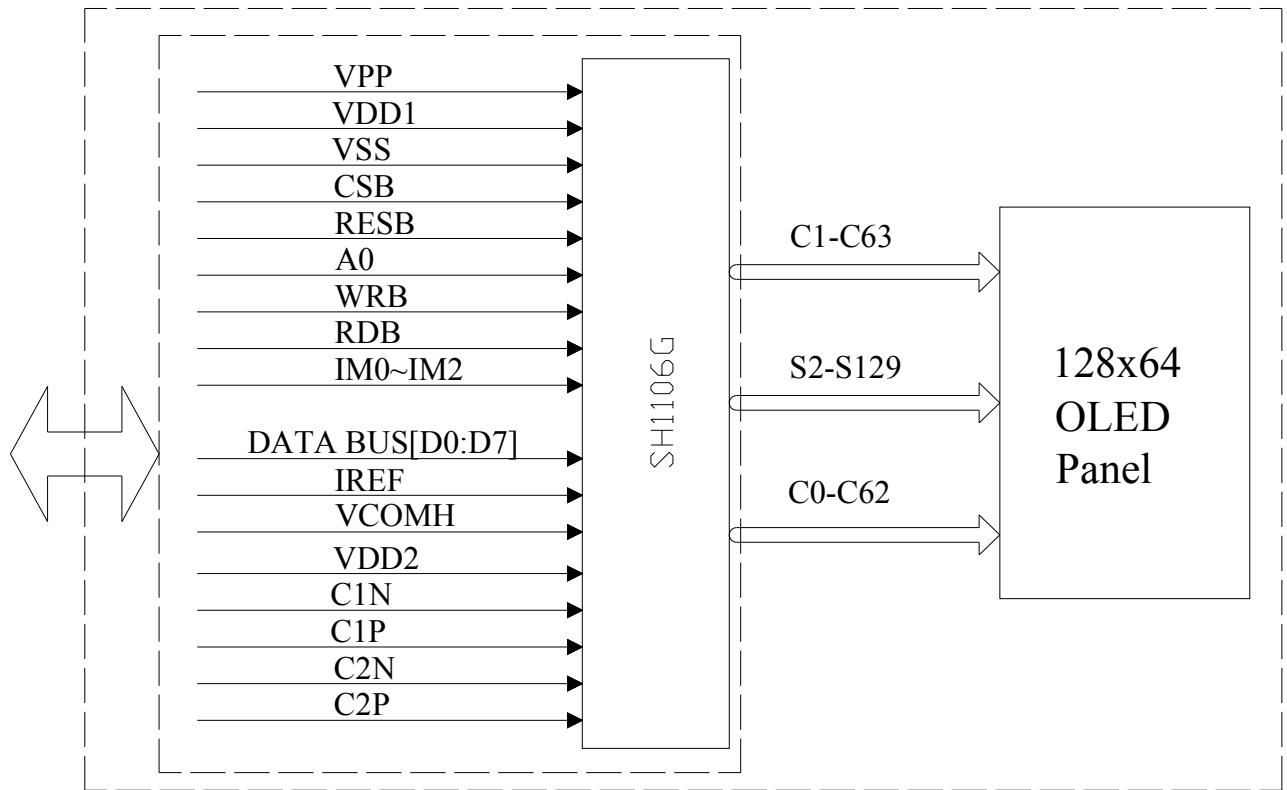 VPP
VDD1
VSS
CSB
RESB
A0
WRB
RDB
IM0~IM2
DATA BUS[D0:D7]
IREF
VCOMH
VDD2
C1N
C1P
C2N
C2P
SH1106G
C1-C63
S2-S129
C0-C62
128x64
OLED
Panel